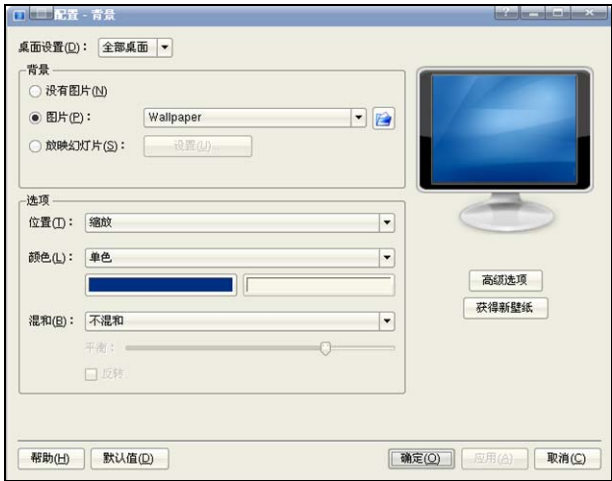 配置 - 背景
桌面设置(D)： 全部桌面
背景
没有图片(N)
图片(P)： Wallpaper
放映幻灯片(S)： 设置(U)...
选项
位置(T)： 缩放
颜色(L)： 单色
混和(B)： 不混和
平衡：
反转
高级选项
获得新壁纸
帮助(H) 默认值(D) 确定(O) 应用(A) 取消(C)